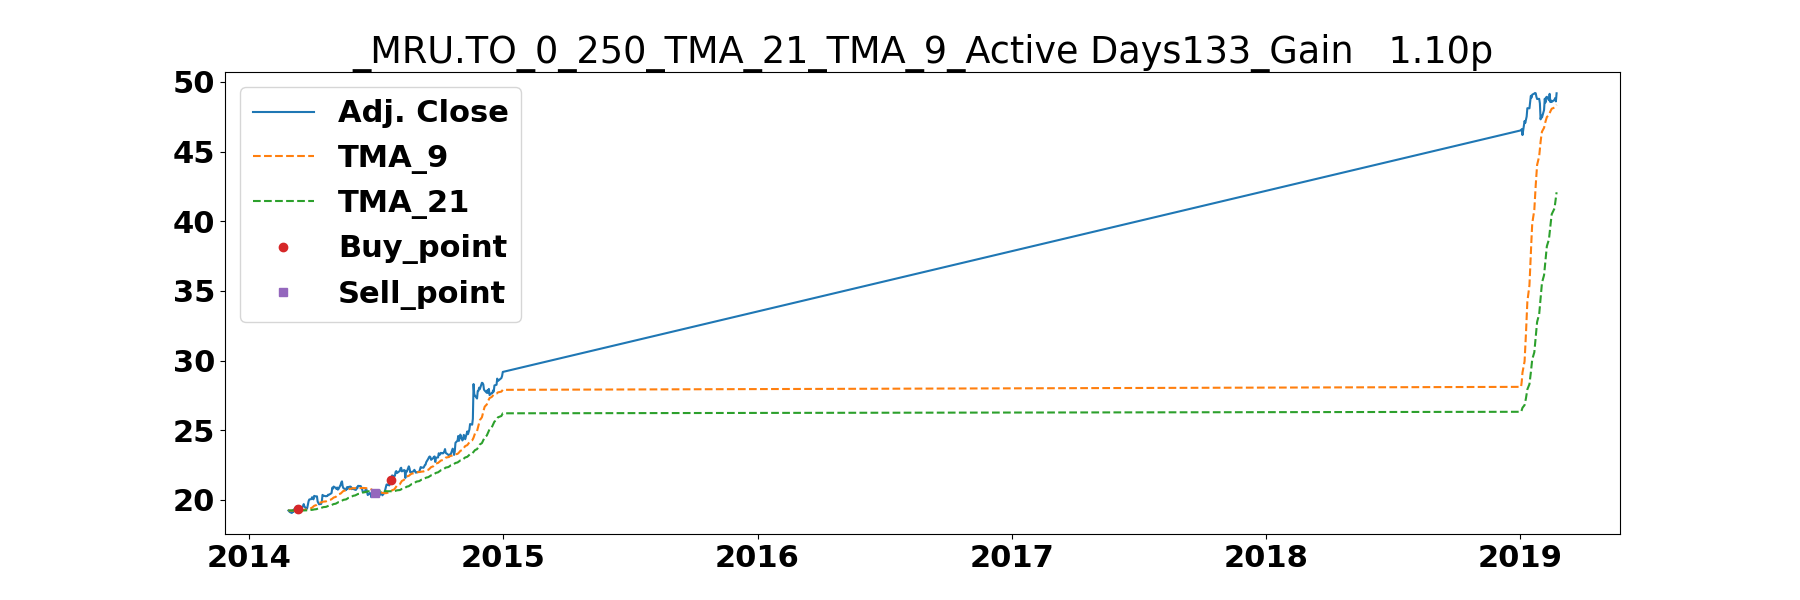 _MRU.TO_0_250_TMA_21_TMA_9_Active Days133_Gain   1.10p
50
45
40
35
30
25
20
Adj. Close
TMA_9
TMA_21
Buy_point
Sell_point
2014 2015 2016 2017 2018 2019